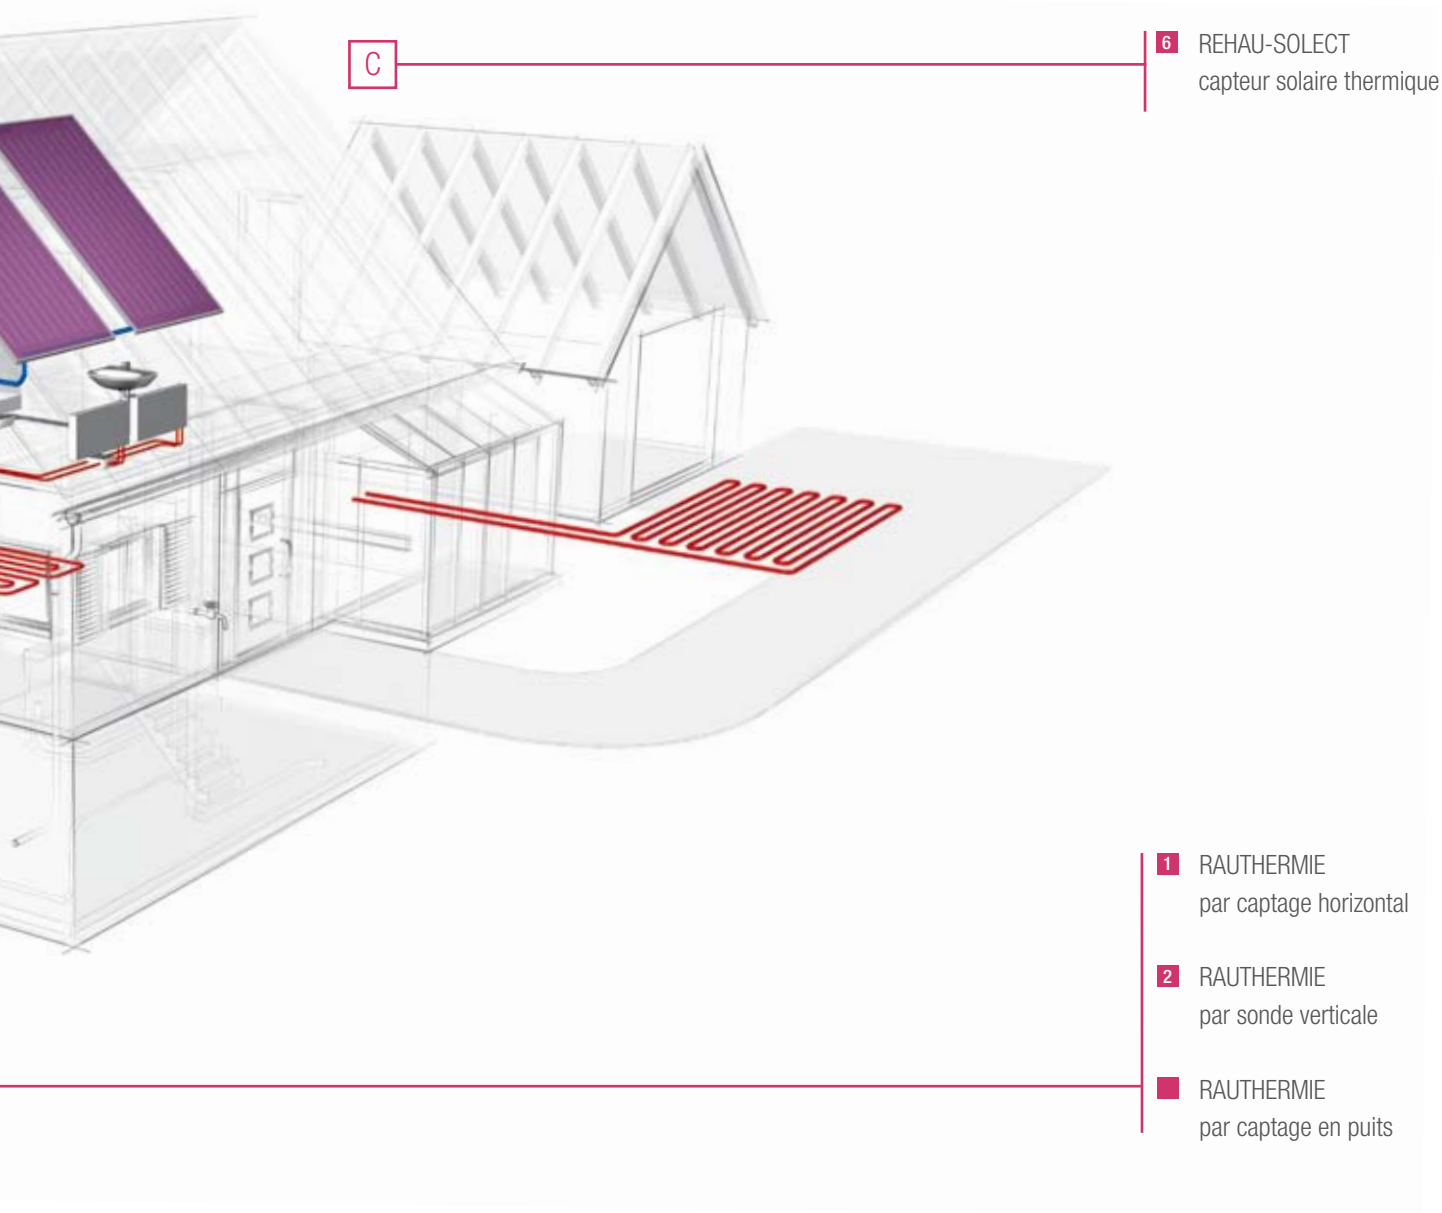 C
6 REHAU-SOLECT
capteur solaire thermique
1 RAUTHERMIE
par captage horizontal
2 RAUTHERMIE
par sonde verticale
RAUTHERMIE
par captage en puits